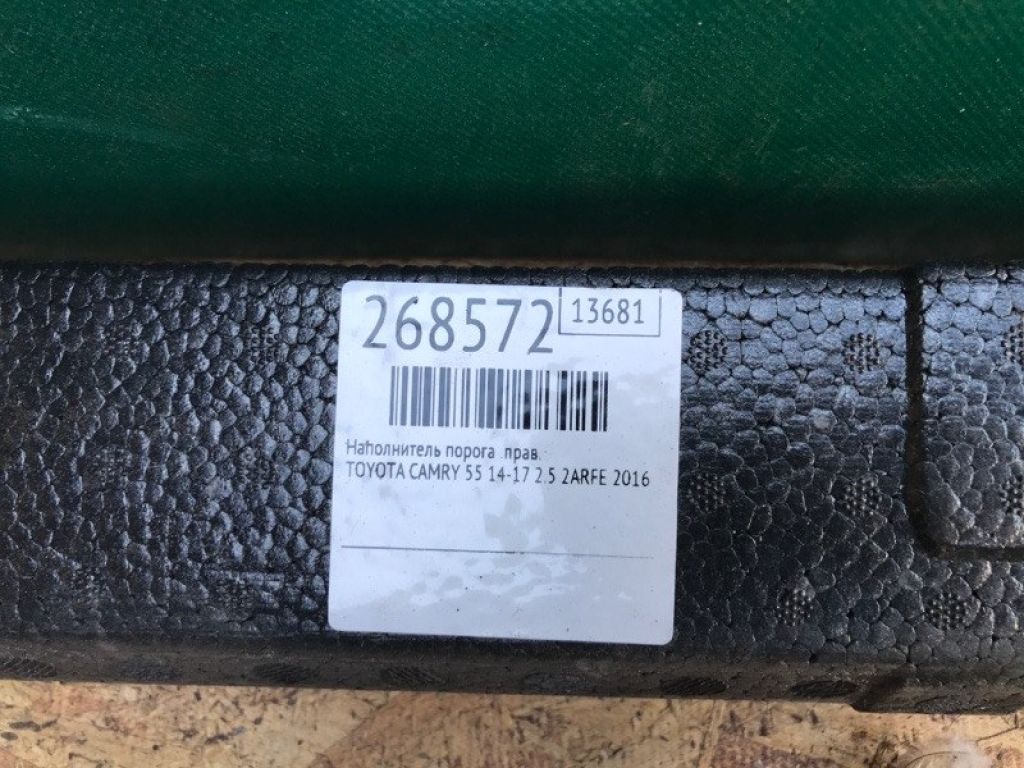 268572
13681
Наполнитель порога прав.
TOYOTA CAMRY 55 14-17 2.5 2ARFE 2016